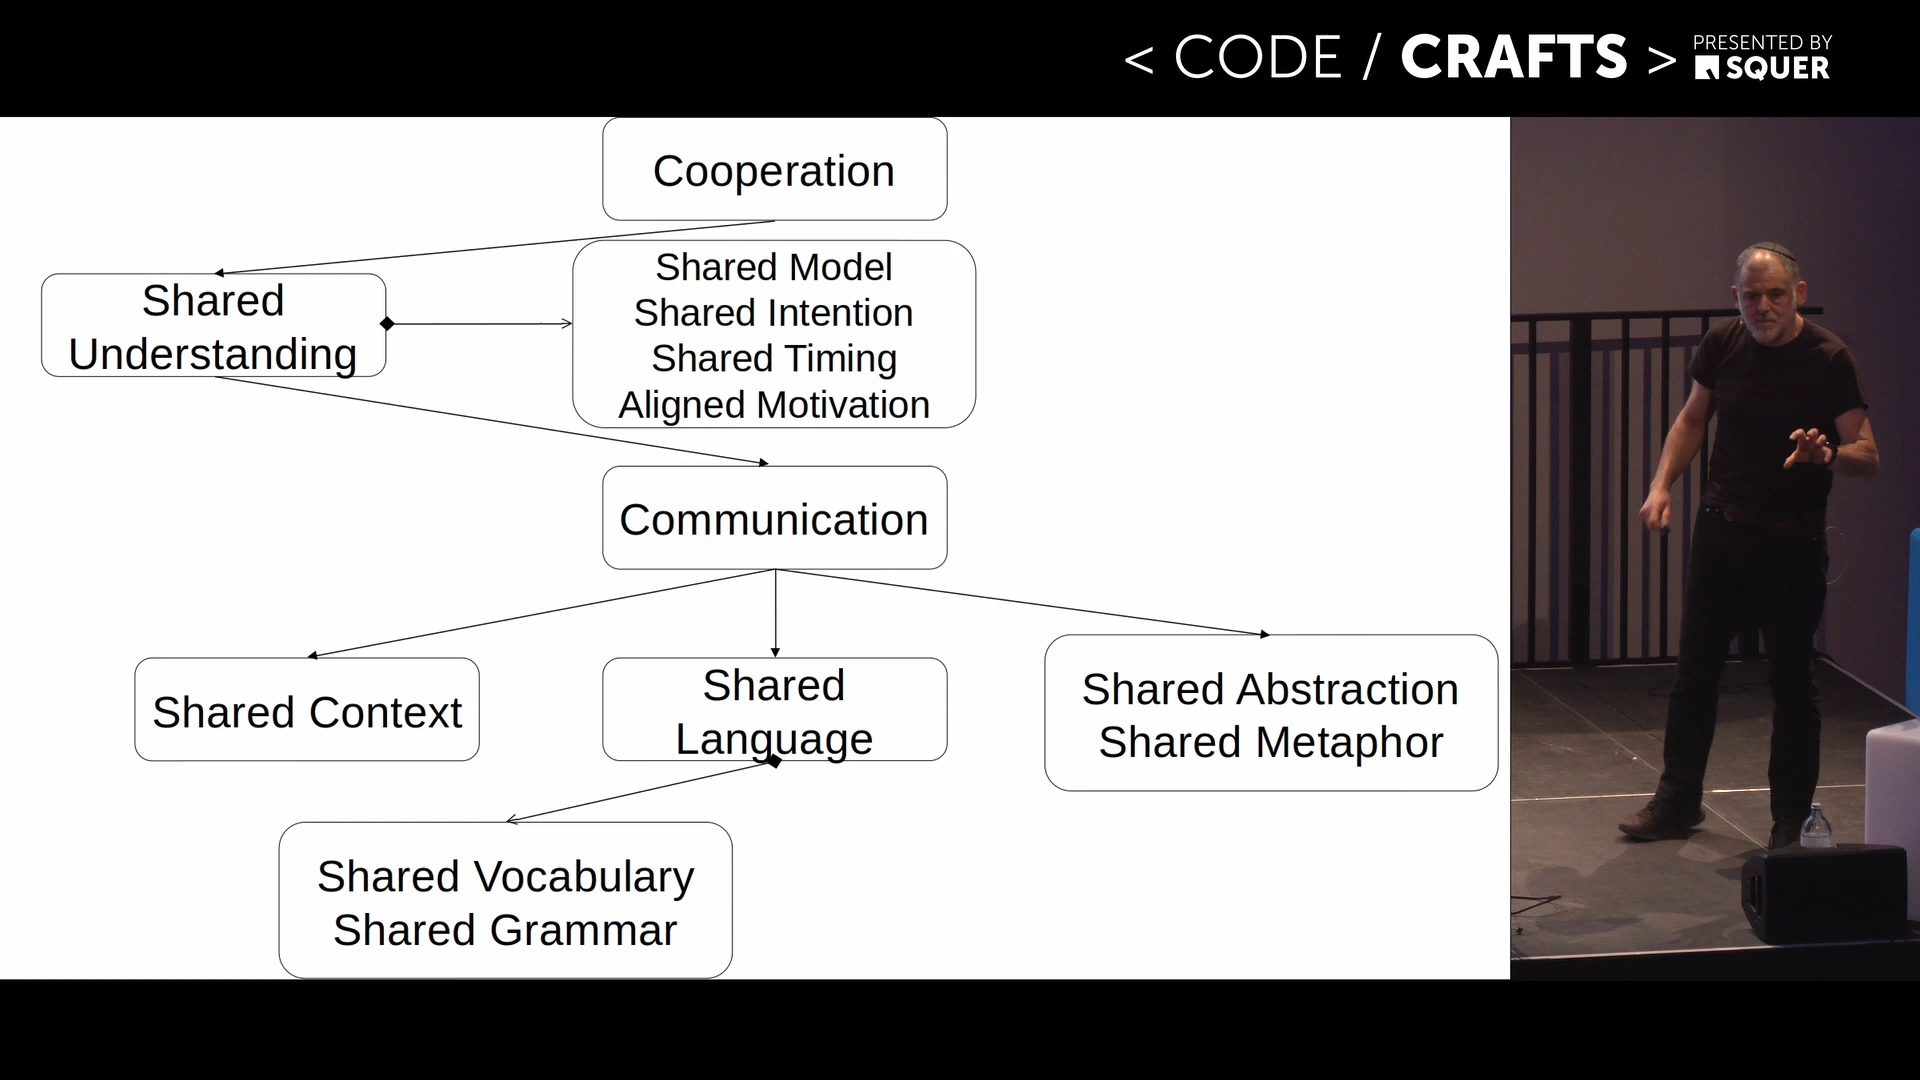 < CODE / CRAFTS >
PRESENTED BY
SQUER
Cooperation
Shared
Understanding
Shared Model
Shared Intention
Shared Timing
Aligned Motivation
Communication
Shared Context
Shared
Language
Shared Abstraction
Shared Metaphor
Shared Vocabulary
Shared Grammar